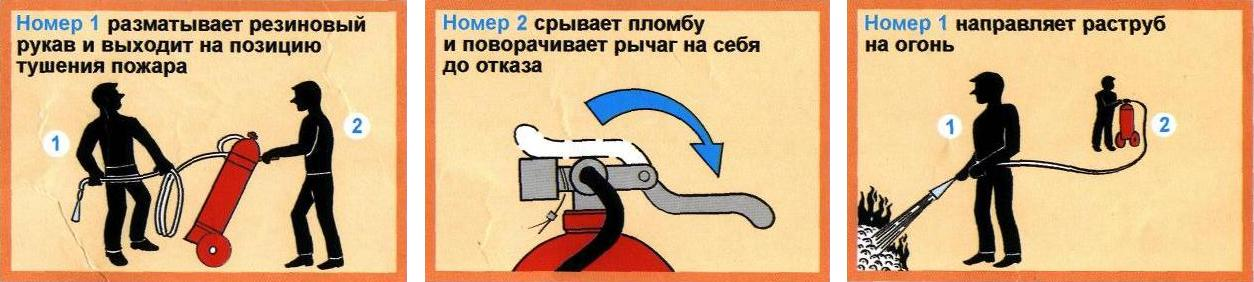 Номер 1 разматывает резиновый
рукав и выходит на позицию
тушения пожара
1
2
Номер 2 срывает пломбу
и поворачивает рычаг на себя
до отказа
Номер 1 направляет раструб
на огонь
1
2